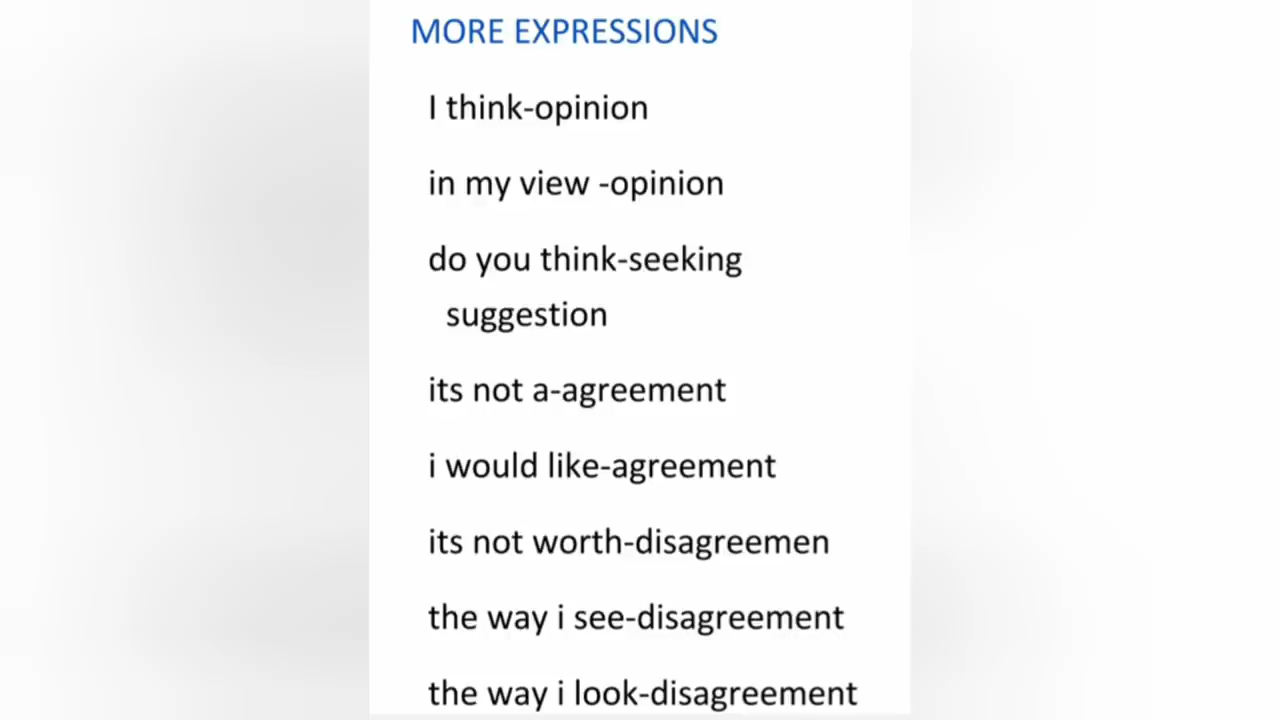 MORE EXPRESSIONS
I think-opinion
in my view -opinion
do you think-seeking
suggestion
its not a-agreement
i would like-agreement
its not worth-disagreemen
the way i see-disagreement
the way i look-disagreement